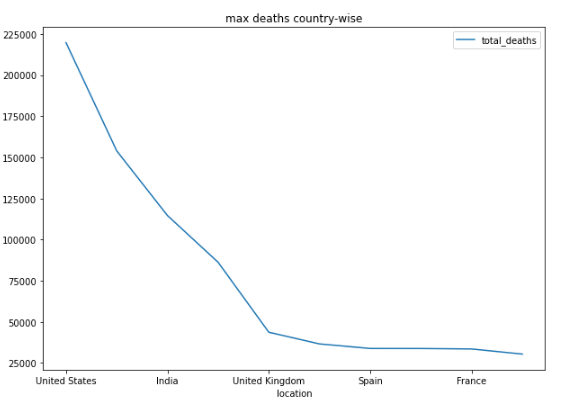 max deaths country-wise
total_deaths
225000
200000
175000
150000
125000
100000
75000
50000
25000
United States India United Kingdom Spain France
location